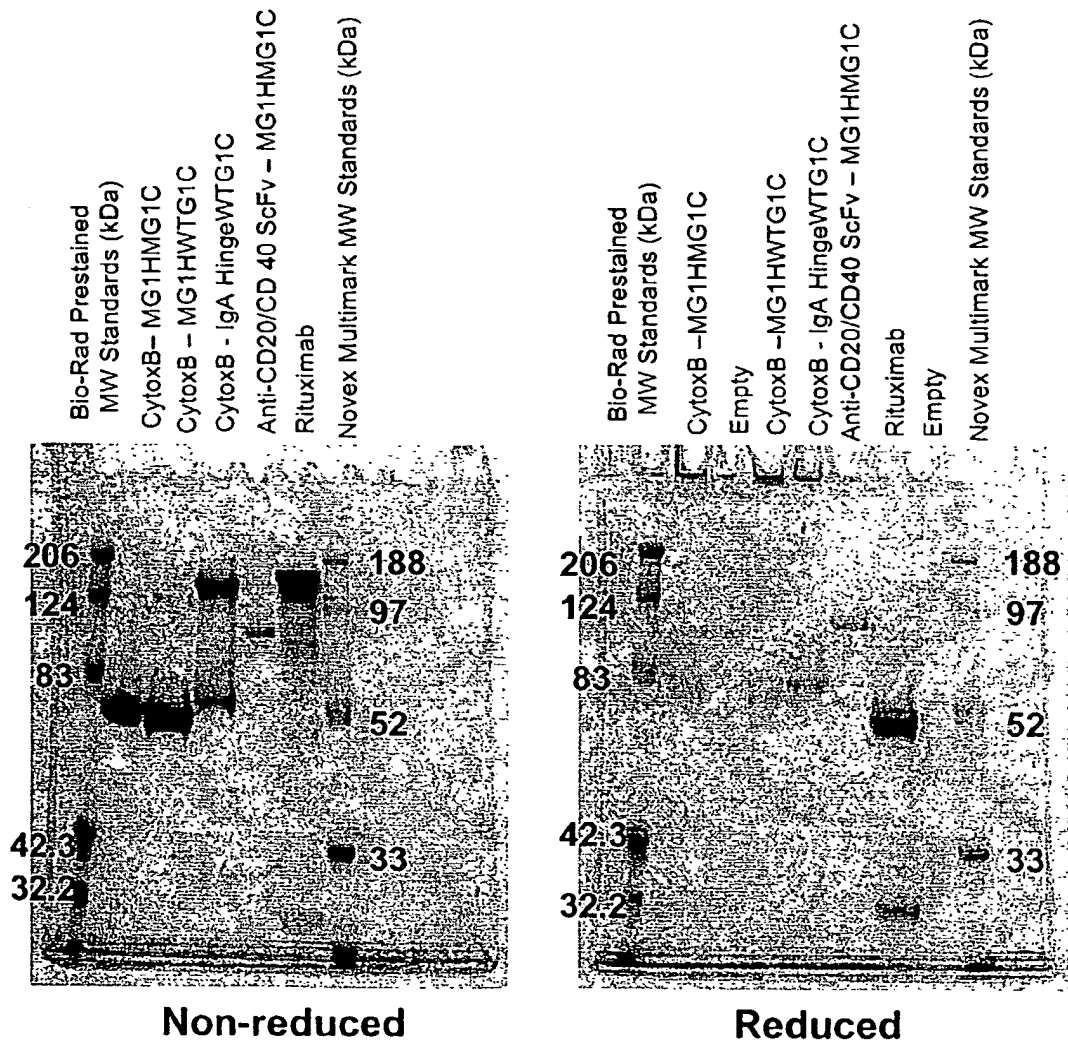 Bio-Rad Prestained
MW Standards (kDa)
CytoxB– MG1HMG1C
CytoxB – MG1HWTG1C
CytoxB - IgA HingeWTG1C
Anti-CD20/CD 40 ScFv – MG1HMG1C
Rituximab
Novex Multimark MW Standards (kDa)
206
124
83
42.3
32.2
188
97
52
33
Non-reduced
Bio-Rad Prestained
MW Standards (kDa)
CytoxB –MG1HMG1C
Empty
CytoxB –MG1HWTG1C
CytoxB - IgA HingeWTG1C
Anti-CD20/CD40 ScFv – MG1HMG1C
Rituximab
Empty
Novex Multimark MW Standards (kDa)
206
124
83
42.3
32.2
188
97
52
33
Reduced